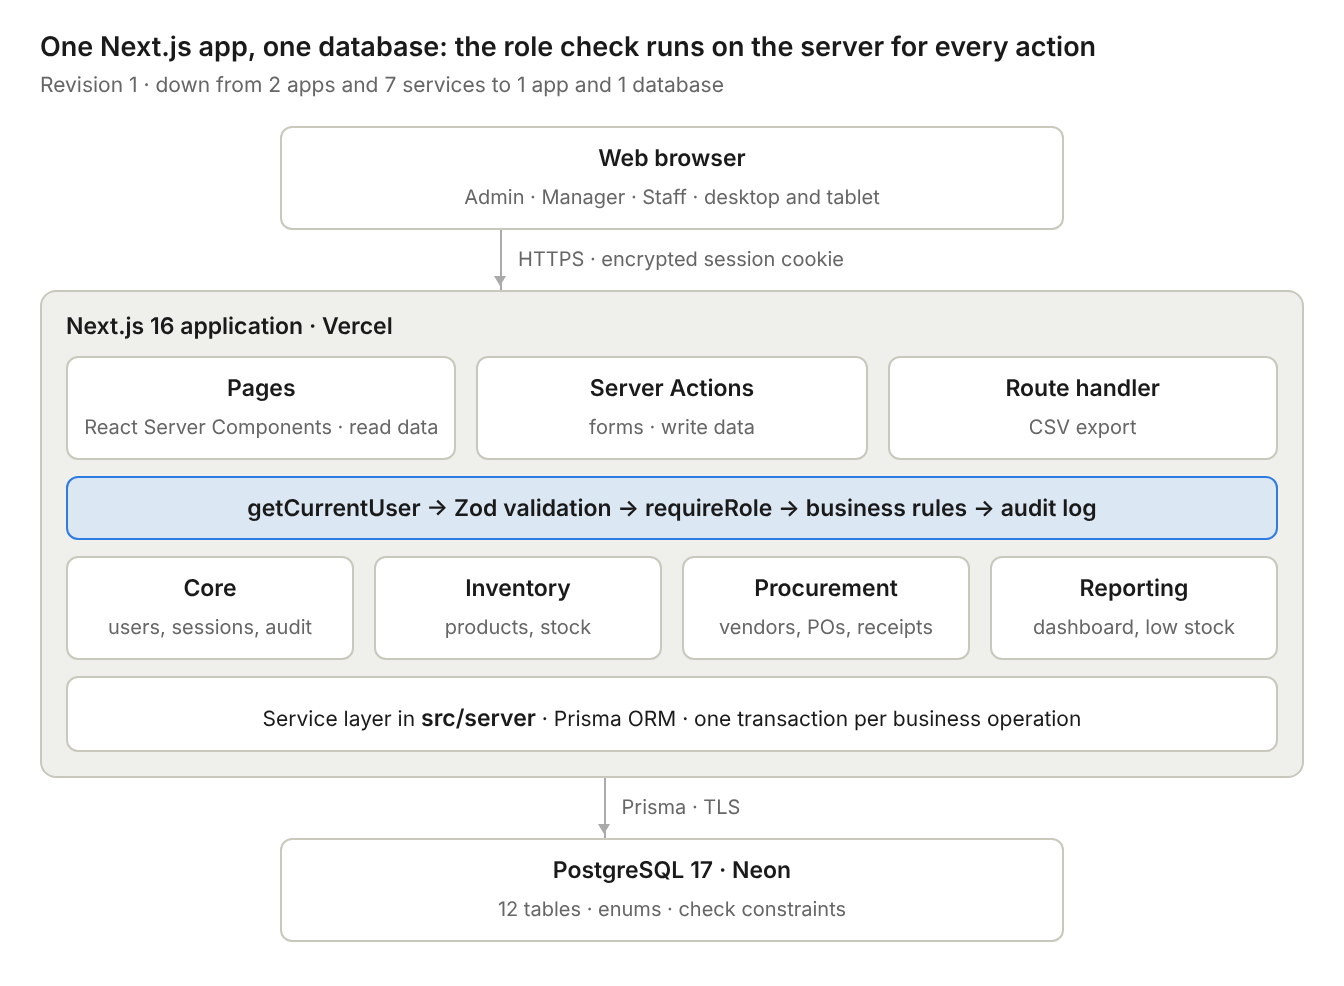 One Next.js app, one database: the role check runs on the server for every action
Revision 1 · down from 2 apps and 7 services to 1 app and 1 database
Web browser
Admin · Manager · Staff · desktop and tablet
HTTPS · encrypted session cookie
Next.js 16 application · Vercel
Pages
React Server Components · read data
Server Actions
forms · write data
Route handler
CSV export
getCurrentUser → Zod validation → requireRole → business rules → audit log
Core
users, sessions, audit
Inventory
products, stock
Procurement
vendors, POs, receipts
Reporting
dashboard, low stock
Service layer in src/server · Prisma ORM · one transaction per business operation
Prisma · TLS
PostgreSQL 17 · Neon
12 tables · enums · check constraints